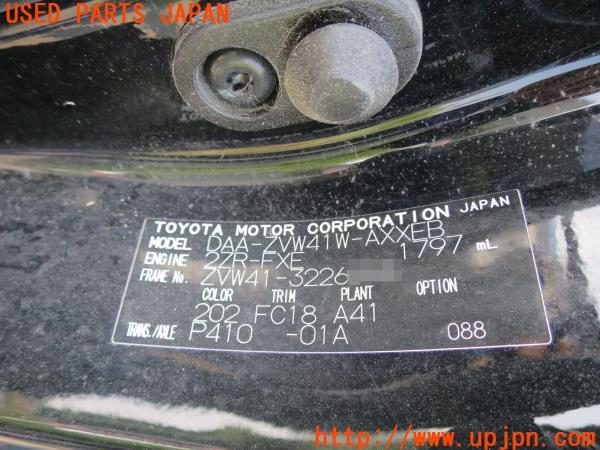 USED PARTS JAPAN
TOYOTA MOTOR CORPORATION JAPAN
MODEL DAA-ZVW41W-AXXEB
ENGINE 2ZR-FXE 1797 mL
FRAME No. ZVW41-3226
COLOR TRIM PLANT OPTION
202 FC18 A41
TRANS./AXLE P410 -01A 088
UPJ
http://www.upjpn.com/